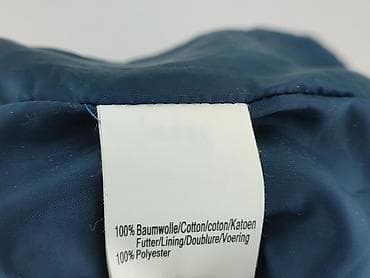 100% Baumwolle/Cotton/coton/Katoen
Futter/Lining/Doublure/Voering
100% Polyester